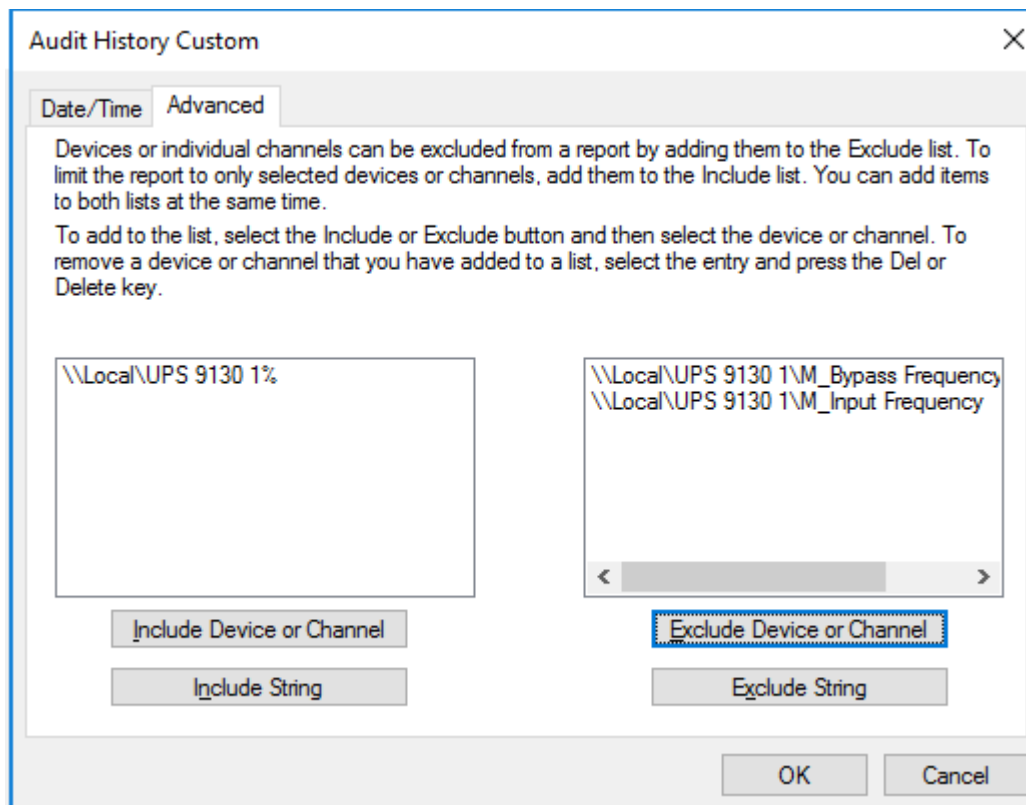 Audit History Custom
Date/Time
Advanced
Devices or individual channels can be excluded from a report by adding them to the Exclude list. To
limit the report to only selected devices or channels, add them to the Include list. You can add items
to both lists at the same time.
To add to the list, select the Include or Exclude button and then select the device or channel. To
remove a device or channel that you have added to a list, select the entry and press the Del or
Delete key.
\\Local\UPS 9130 1%
\\Local\UPS 9130 1\M_Bypass Frequency
\\Local\UPS 9130 1\M_Input Frequency
Include Device or Channel
Exclude Device or Channel
Include String
Exclude String
OK
Cancel